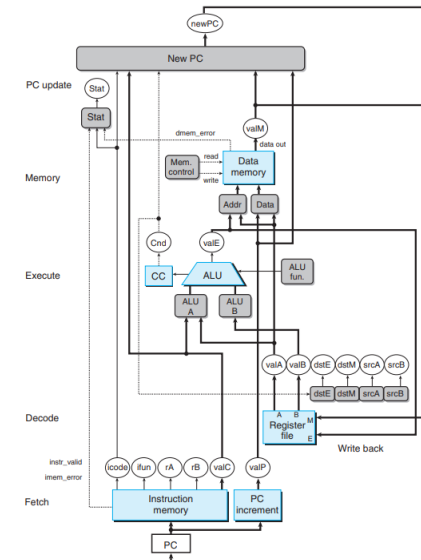 newPC
New PC
PC update
Stat
Stat
valM
data out
dmem_error
Mem.
control
read
write
Data
memory
Memory
Addr
Data
Cnd
valE
CC
ALU
ALU
fun.
Execute
ALU
A
ALU
B
valA
valB
dstE
dstM
srcA
srcB
dstE
dstM
srcA
srcB
A
B
M
Register
file
E
Decode
Write back
instr_valid
imem_error
icode
ifun
rA
rB
valC
valP
Fetch
Instruction
memory
PC
increment
PC